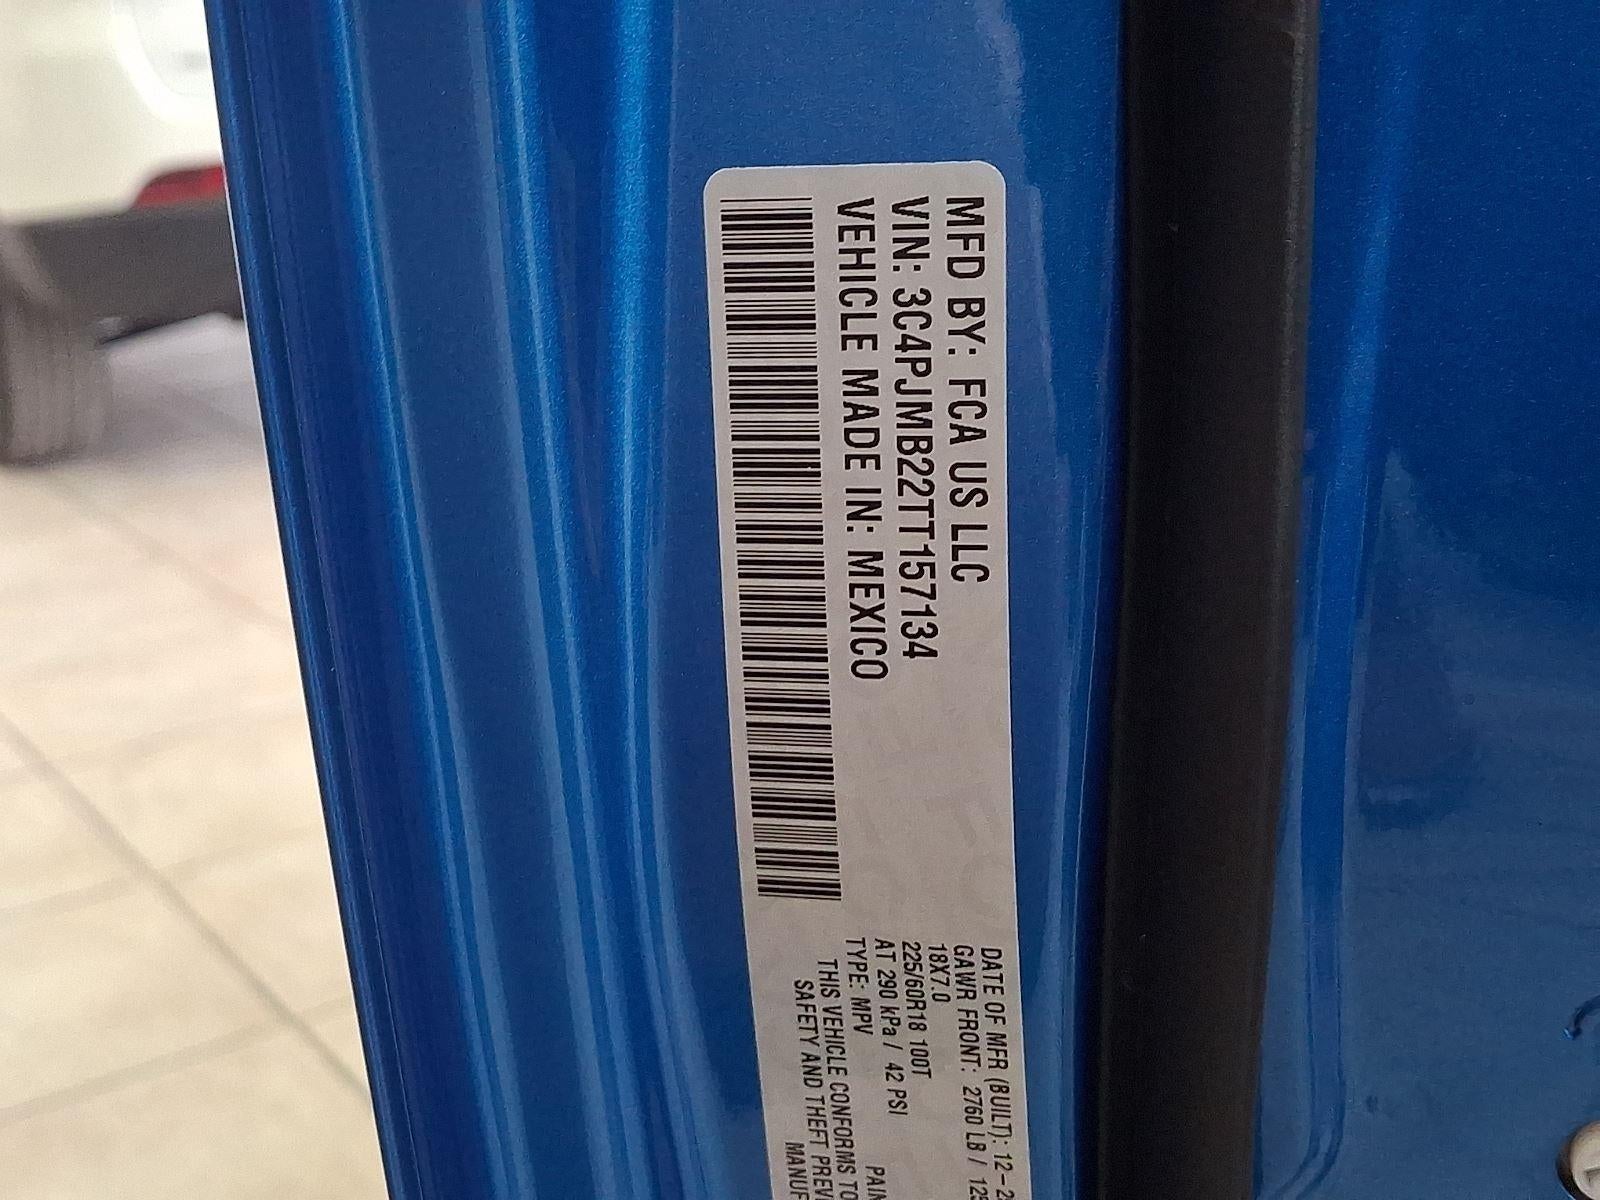 MFD BY: FCA US LLC
VIN: 3C4PJMB22TT157134
VEHICLE MADE IN: MEXICO
DATE OF MFR (BUILT): 12-2
GAWR FRONT: 2760 LB /
18X7.0
225/60R18 100T
AT 290 kPa / 42 PSI
TYPE: MPV
THIS VEHICLE CONFORMS TO
SAFETY AND THEFT